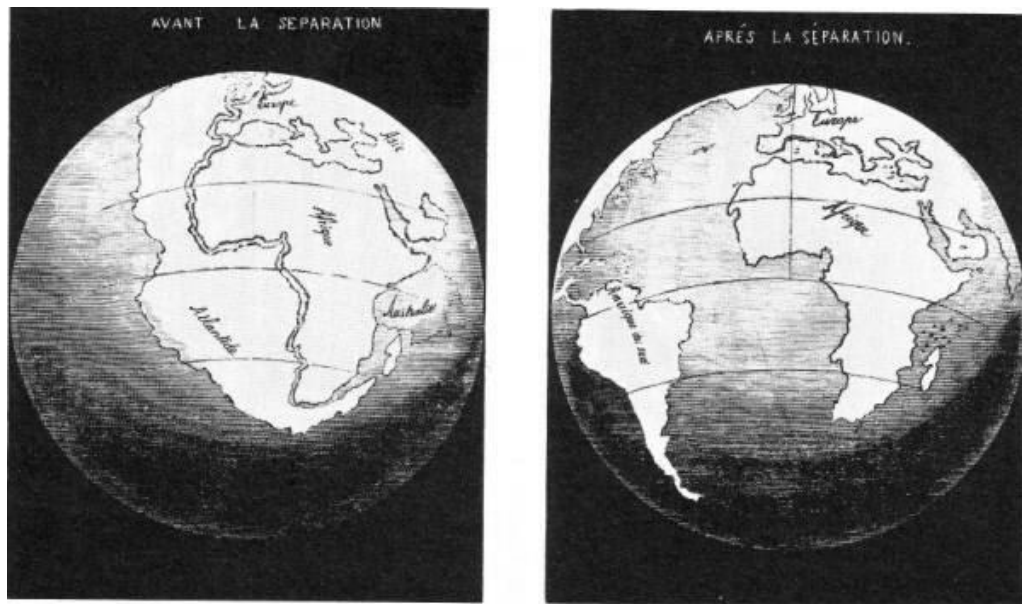 AVANT LA SEPARATION
Europe
Asie
Afrique
Atlantide
Australie
APRÉS LA SÉPARATION.
Europe
Afrique
Amérique du sud